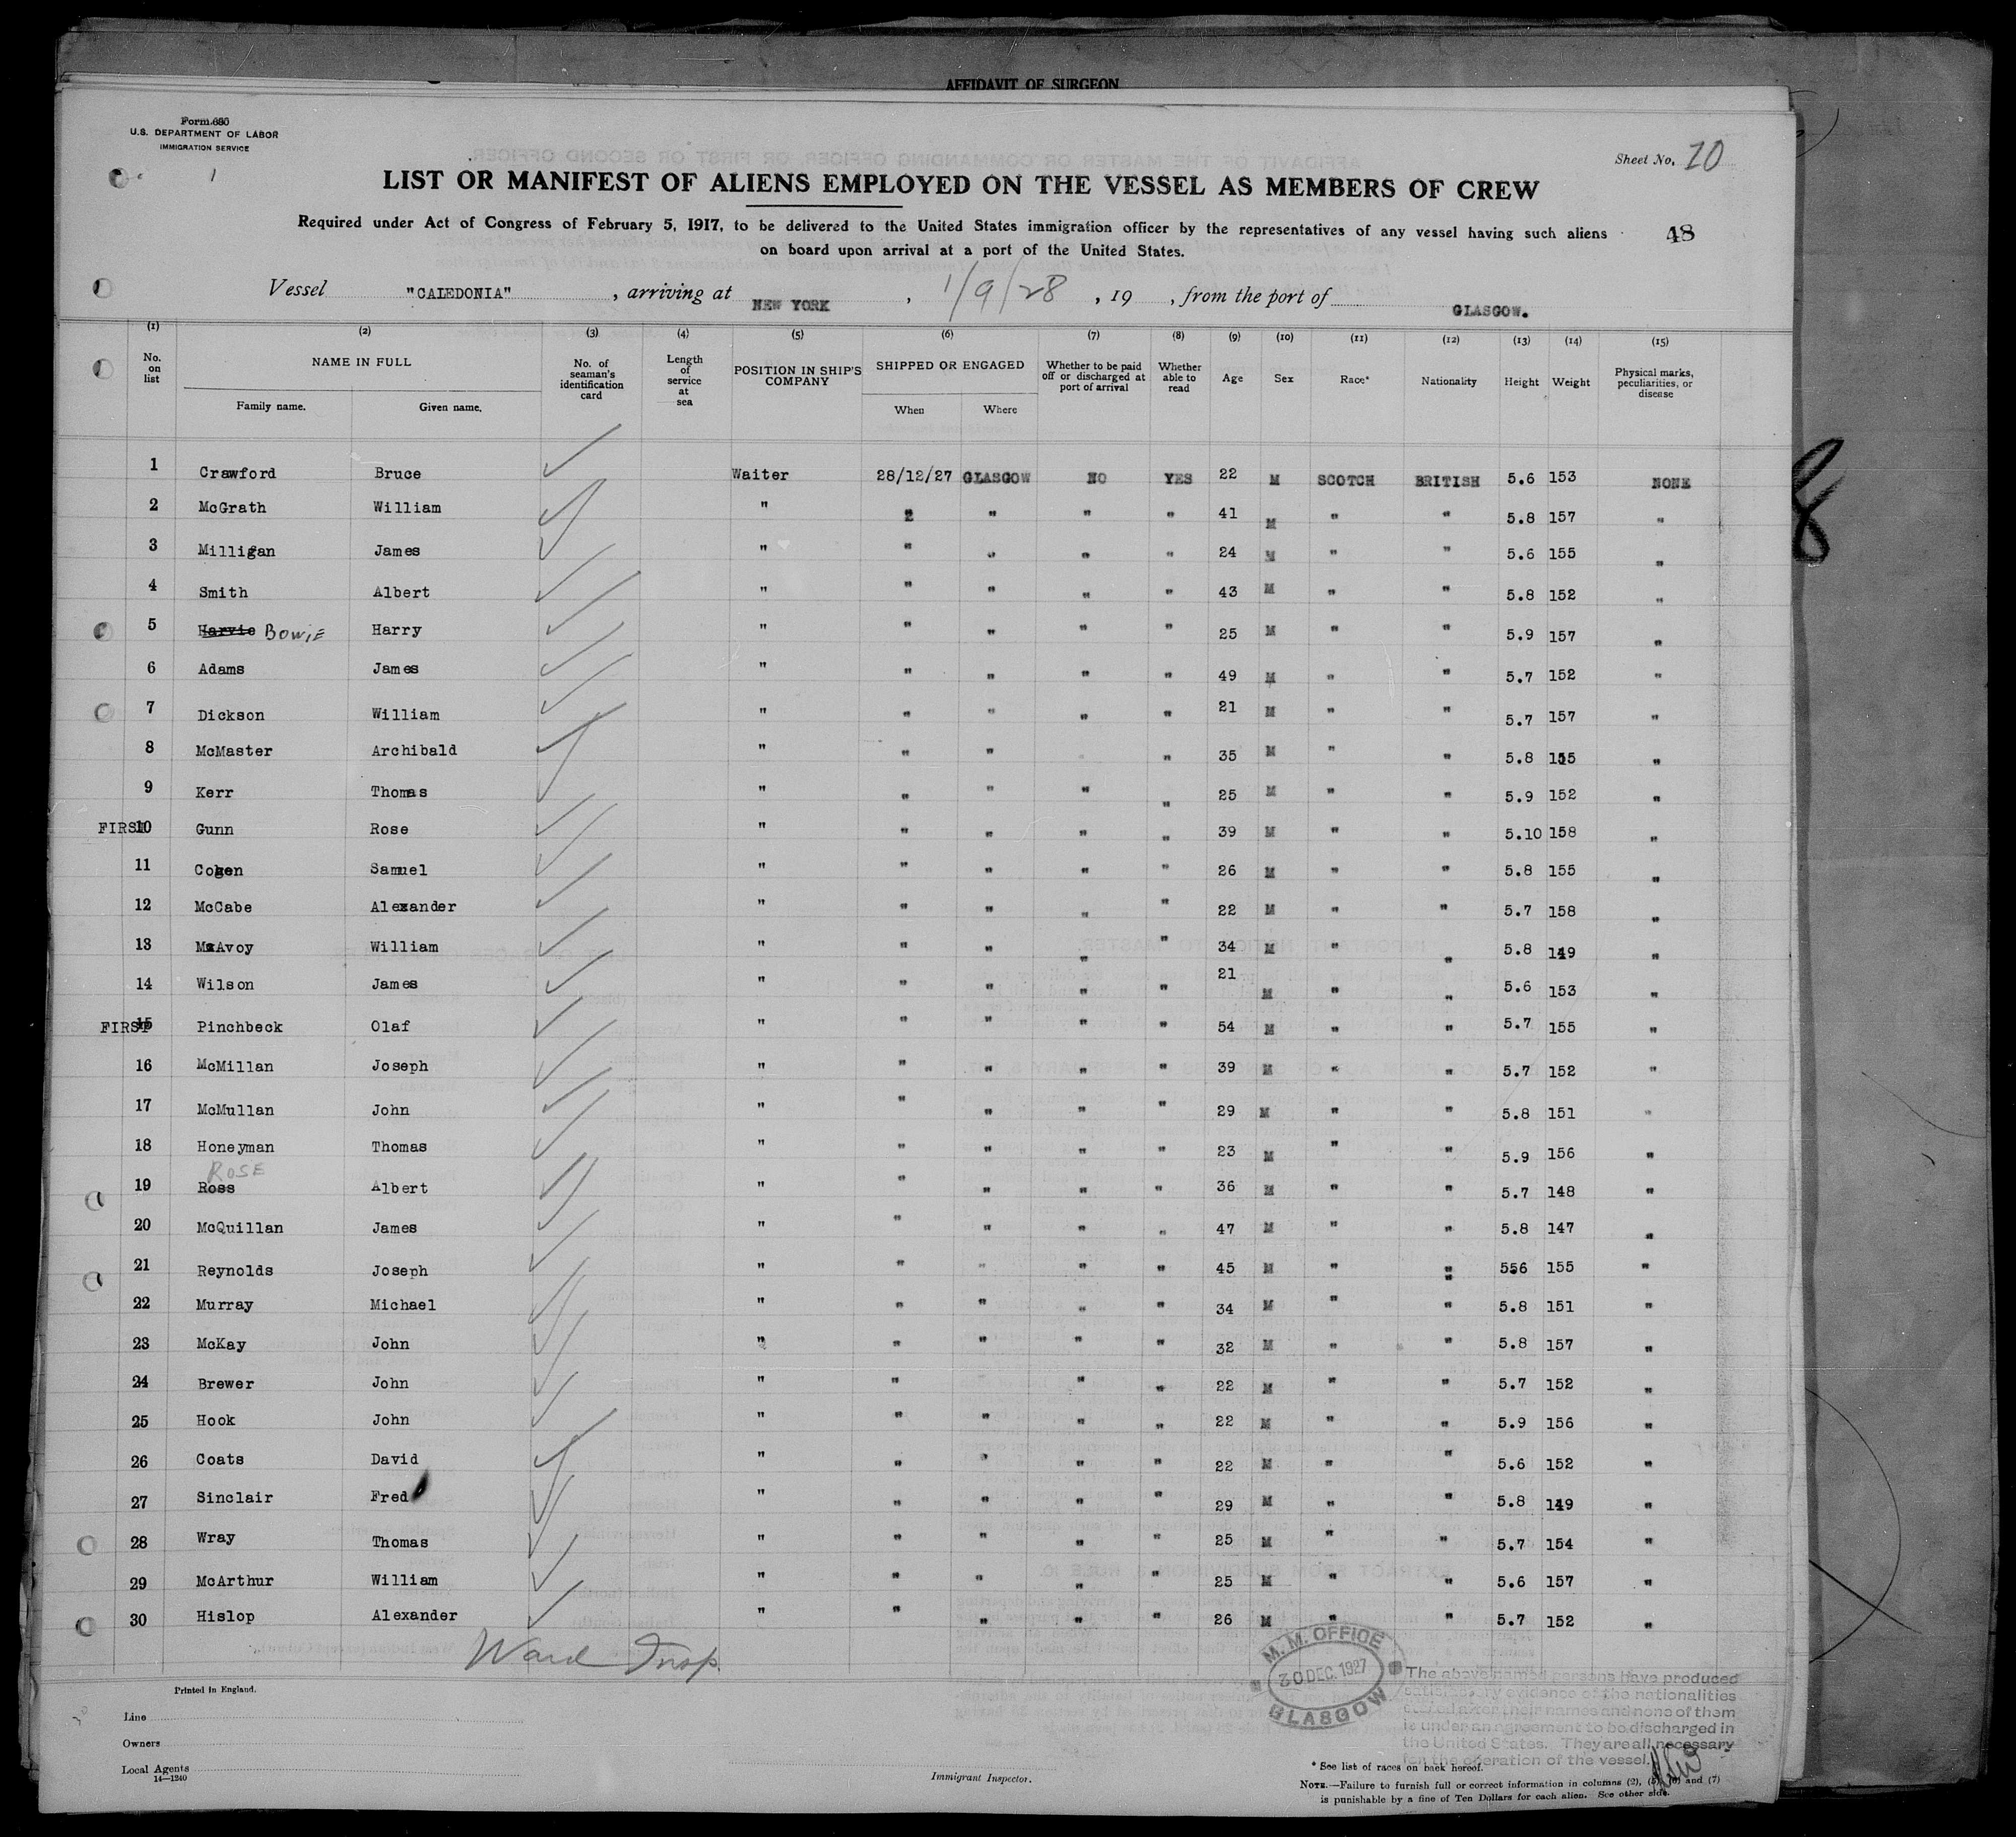 AFFIDAVIT OF SURGEON
Form 680
U.S. DEPARTMENT OF LABOR
IMMIGRATION SERVICE
Sheet No. 10
LIST OR MANIFEST OF ALIENS EMPLOYED ON THE VESSEL AS MEMBERS OF CREW
Required under Act of Congress of February 5, 1917, to be delivered to the United States immigration officer by the representatives of any vessel having such aliens
on board upon arrival at a port of the United States.
48
Vessel "CALEDONIA", arriving at NEW YORK, 1/9/28, 19 , from the port of GLASGOW.
(1) (2) (3) (4) (5) (6) (7) (8) (9) (10) (11) (12) (13) (14) (15)
No. on list NAME IN FULL Family name. Given name. No. of seaman's identification card Length of service at sea POSITION IN SHIP'S COMPANY SHIPPED OR ENGAGED When Where Whether to be paid off or discharged at port of arrival Whether able to read Age Sex Race* Nationality Height Weight Physical marks, peculiarities, or disease
1 Crawford Bruce Waiter 28/12/27 GLASGOW NO YES 22 M SCOTCH BRITISH 5.6 153 NONE
2 McGrath William " " " " " 41 M " " 5.8 157 "
3 Milligan James " " " " " 24 M " " 5.6 155 "
4 Smith Albert " " " " " 43 M " " 5.8 152 "
5 Harvie BOWIE Harry " " " " " 25 M " " 5.9 157 "
6 Adams James " " " " " 49 M " " 5.7 152 "
7 Dickson William " " " " " 21 M " " 5.7 157 "
8 McMaster Archibald " " " " 35 M " " 5.8 155 "
9 Kerr Thomas " " " " " 25 M " " 5.9 152 "
FIRST 10 Gunn Rose " " " " " 39 M " " 5.10 158 "
11 Cohen Samuel " " " " " 26 M " " 5.8 155 "
12 McCabe Alexander " " " " " 22 M " " 5.7 158 "
13 McAvoy William " " " " " 34 M " " 5.8 149 "
14 Wilson James " " " " " 21 M " " 5.6 153 "
FIRST 15 Pinchbeck Olaf " " " " " 54 M " " 5.7 155 "
16 McMillan Joseph " " " " " 39 M " " 5.7 152 "
17 McMullan John " " " " " 29 M " " 5.8 151 "
18 Honeyman Thomas " " " " " 23 M " " 5.9 156 "
ROSE
19 Ross Albert " " " " " 36 M " " 5.7 148 "
20 McQuillan James " " " " " 47 M " " 5.8 147 "
21 Reynolds Joseph " " " " " 45 M " " 5.6 155 "
22 Murray Michael " " " " " 34 M " " 5.8 151 "
23 McKay John " " " " " 32 M " " 5.8 157 "
24 Brewer John " " " " 22 M " " 5.7 152 "
25 Hook John " " " " " 22 M " " 5.9 156 "
26 Coats David " " " " " 22 M " " 5.6 152 "
27 Sinclair Fred " " " " " 29 M " " 5.8 149 "
28 Wray Thomas " " " " " 25 M " " 5.7 154 "
29 McArthur William " " " " " 25 M " " 5.6 157 "
30 Hislop Alexander " " " " " 26 M " " 5.7 152 "
Ward Insp.
M. M. OFFICE
30 DEC. 1927
GLASGOW
The above named persons have produced
satisfactory evidence of the nationalities
stated after their names and none of them
is under an agreement to be discharged in
the United States. They are all necessary
for the operation of the vessel.
Printed in England.
Line
Owners
Local Agents
14—1240
Immigrant Inspector.
* See list of races on back hereof.
NOTE.—Failure to furnish full or correct information in columns (2), (5), (6) and (7)
is punishable by a fine of Ten Dollars for each alien. See other side.